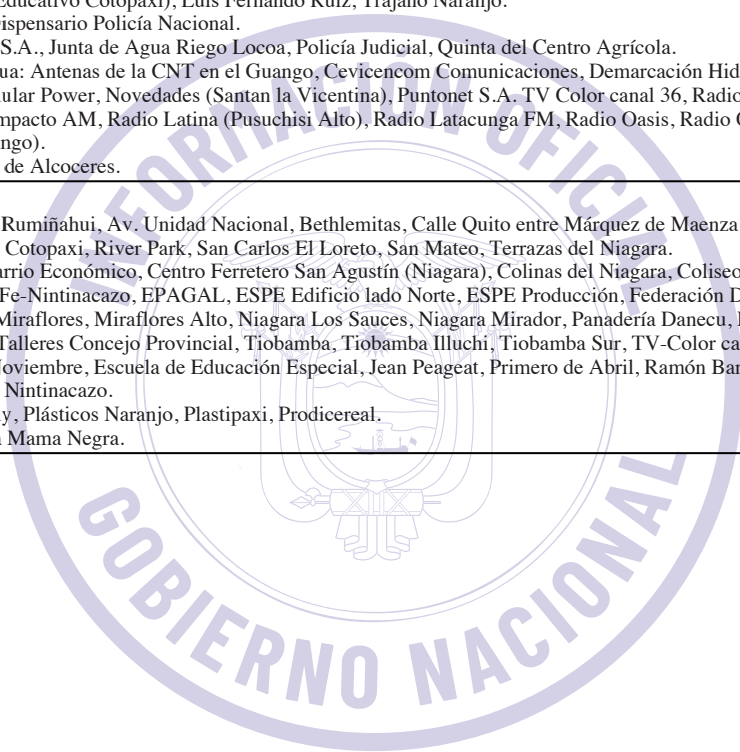 Educativo Cotopaxi), Luis Fernando Ruiz, Trajano Naranjo.
Dispensario Policía Nacional.
S.A., Junta de Agua Riego Locoa, Policía Judicial, Quinta del Centro Agrícola.
ua: Antenas de la CNT en el Guango, Cevicencom Comunicaciones, Demarcación Hid
lular Power, Novedades (Santan la Vicentina), Puntonet S.A. TV Color canal 36, Radio
mpacto AM, Radio Latina (Pusuchisi Alto), Radio Latacunga FM, Radio Oasis, Radio
ngo).
de Alcoceres.
Rumiñahui, Av. Unidad Nacional, Bethlemitas, Calle Quito entre Márquez de Maenza
Cotopaxi, River Park, San Carlos El Loreto, San Mateo, Terrazas del Niagara.
arrio Económico, Centro Ferretero San Agustín (Niagara), Colinas del Niagara, Coliseo
Fe-Nintinacazo, EPAGAL, ESPE Edificio lado Norte, ESPE Producción, Federación D
Miraflores, Miraflores Alto, Niagara Los Sauces, Niagara Mirador, Panadería Danecu,
Talleres Concejo Provincial, Tiobamba, Tiobamba Illuchi, Tiobamba Sur, TV-Color ca
Noviembre, Escuela de Educación Especial, Jean Peageat, Primero de Abril, Ramón Bar
Nintinacazo.
y, Plásticos Naranjo, Plastipaxi, Prodicereal.
Mama Negra.
INFORMACIÓN OFICIAL
GOBIERNO NACIONAL